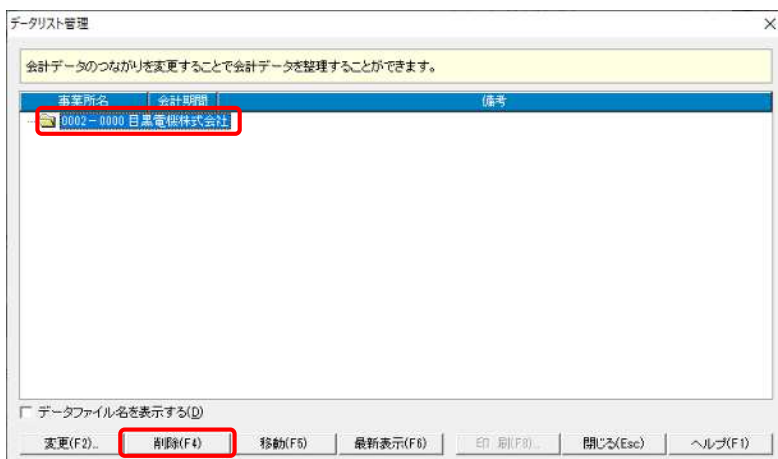 データリスト管理
会計データのつながりを変更することで会計データを整理することができます。
事業所名 会計期間 備考
0002-0000 目黒電機株式会社
データファイル名を表示する(D)
変更(F2).. 削除(F4) 移動(F5) 最新表示(F6) 印刷(F8).. 閉じる(Esc) ヘルプ(F1)